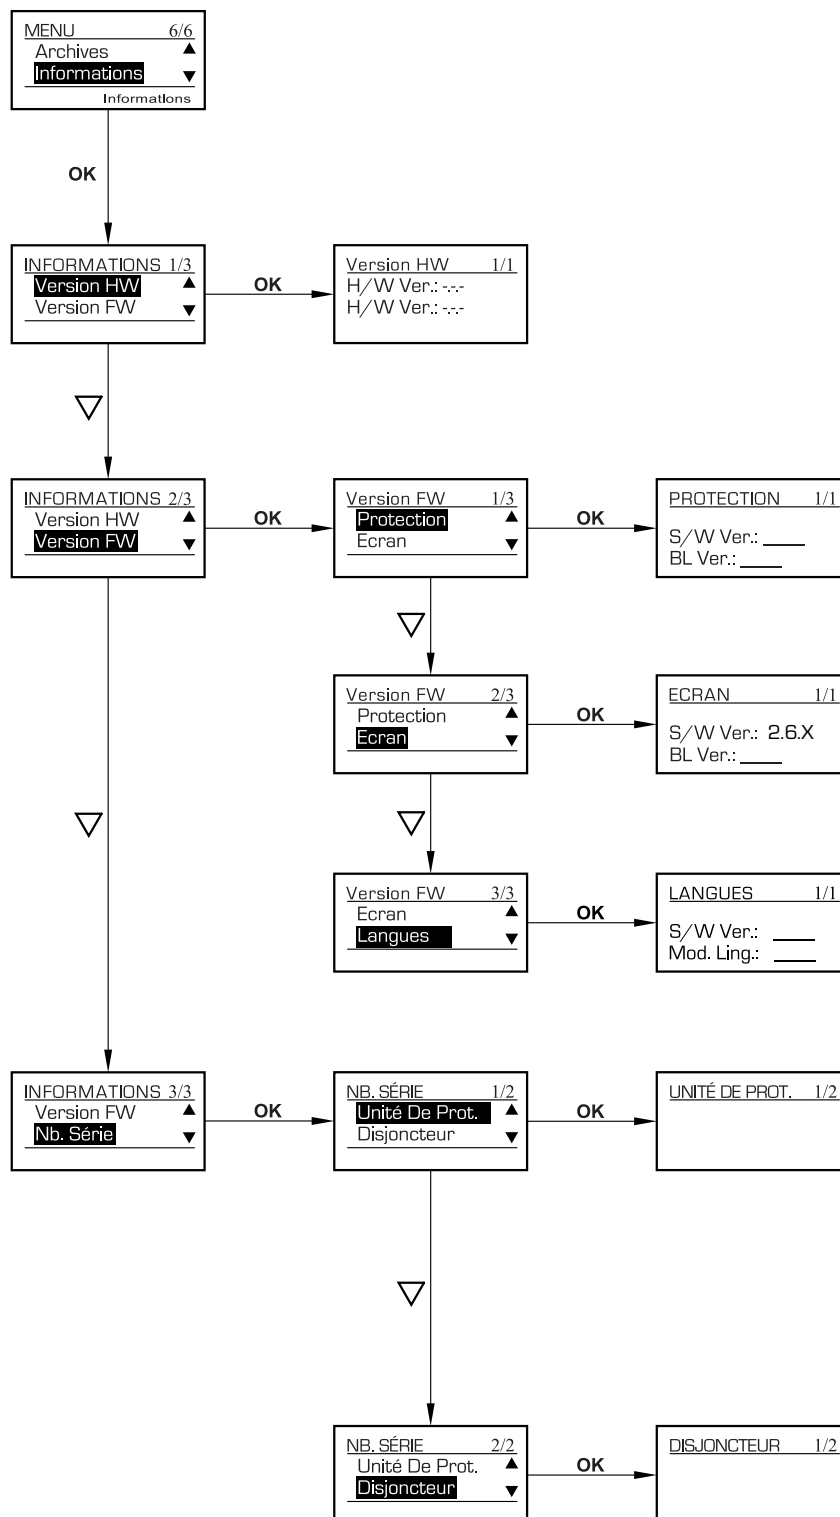 MENU 6/6
Archives
Informations
Informations
OK
INFORMATIONS 1/3
Version HW
Version FW
OK
Version HW 1/1
H/W Ver.: -.-.-
H/W Ver.: -.-.-
INFORMATIONS 2/3
Version HW
Version FW
OK
Version FW 1/3
Protection
Ecran
OK
PROTECTION 1/1
S/W Ver.: ____
BL Ver.: ____
Version FW 2/3
Protection
Ecran
OK
ECRAN 1/1
S/W Ver.: 2.6.X
BL Ver.: ____
Version FW 3/3
Ecran
Langues
OK
LANGUES 1/1
S/W Ver.: ____
Mod. Ling.: ____
INFORMATIONS 3/3
Version FW
Nb. Série
OK
NB. SÉRIE 1/2
Unité De Prot.
Disjoncteur
OK
UNITÉ DE PROT. 1/2
NB. SÉRIE 2/2
Unité De Prot.
Disjoncteur
OK
DISJONCTEUR 1/2